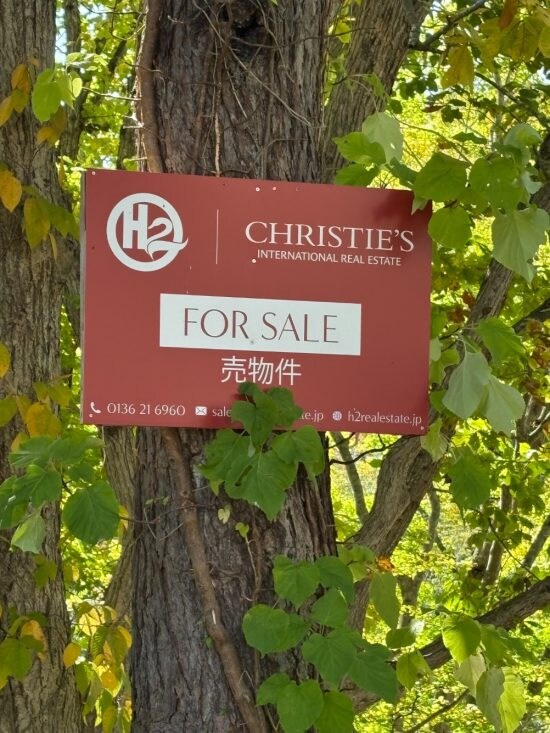 H2
CHRISTIE'S
INTERNATIONAL REAL ESTATE
FOR SALE
売物件
0136 21 6960 h2realestate.jp